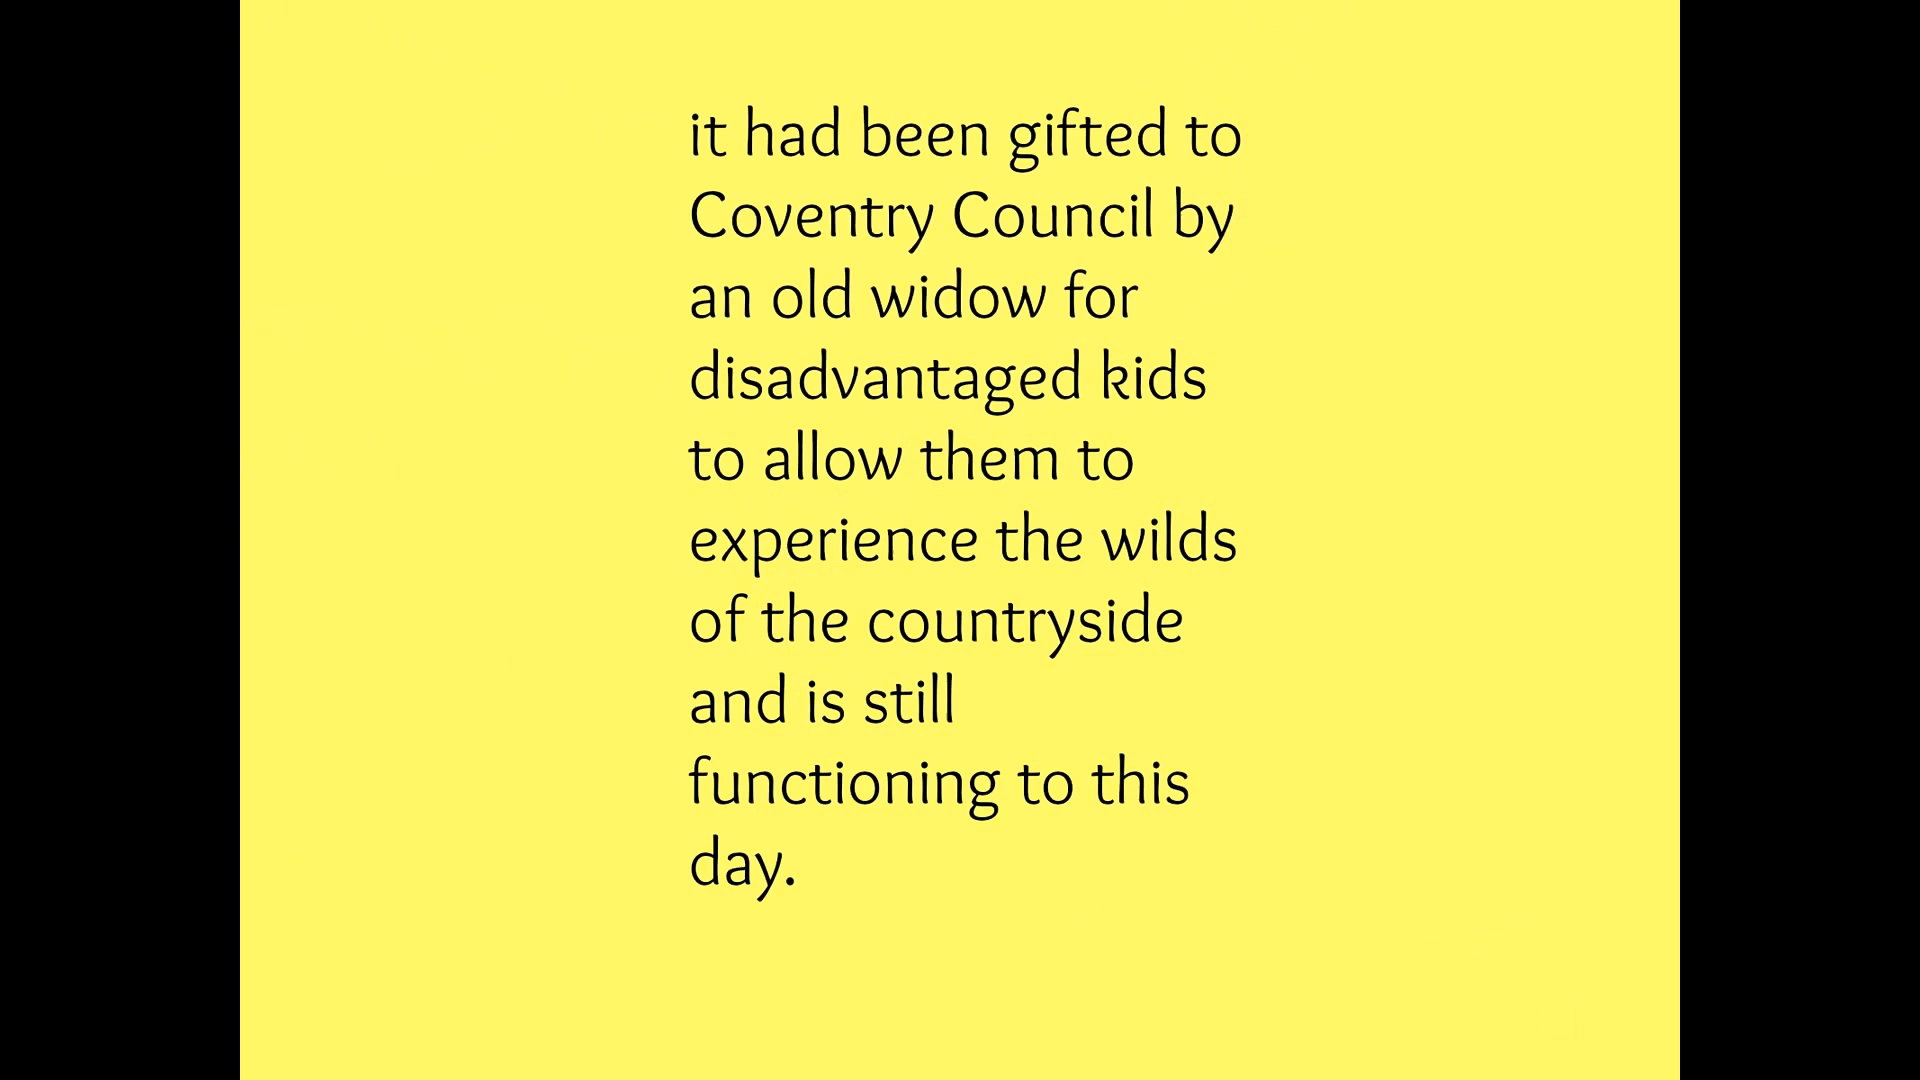 it had been gifted to
Coventry Council by
an old widow for
disadvantaged kids
to allow them to
experience the wilds
of the countryside
and is still
functioning to this
day.